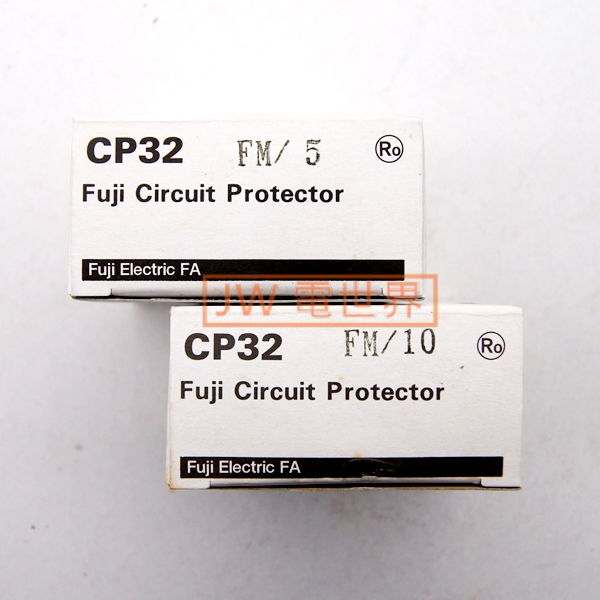 CP32 FM/ 5 Ro
Fuji Circuit Protector
Fuji Electric FA
JW 電世界
CP32 FM/10 Ro
Fuji Circuit Protector
Fuji Electric FA